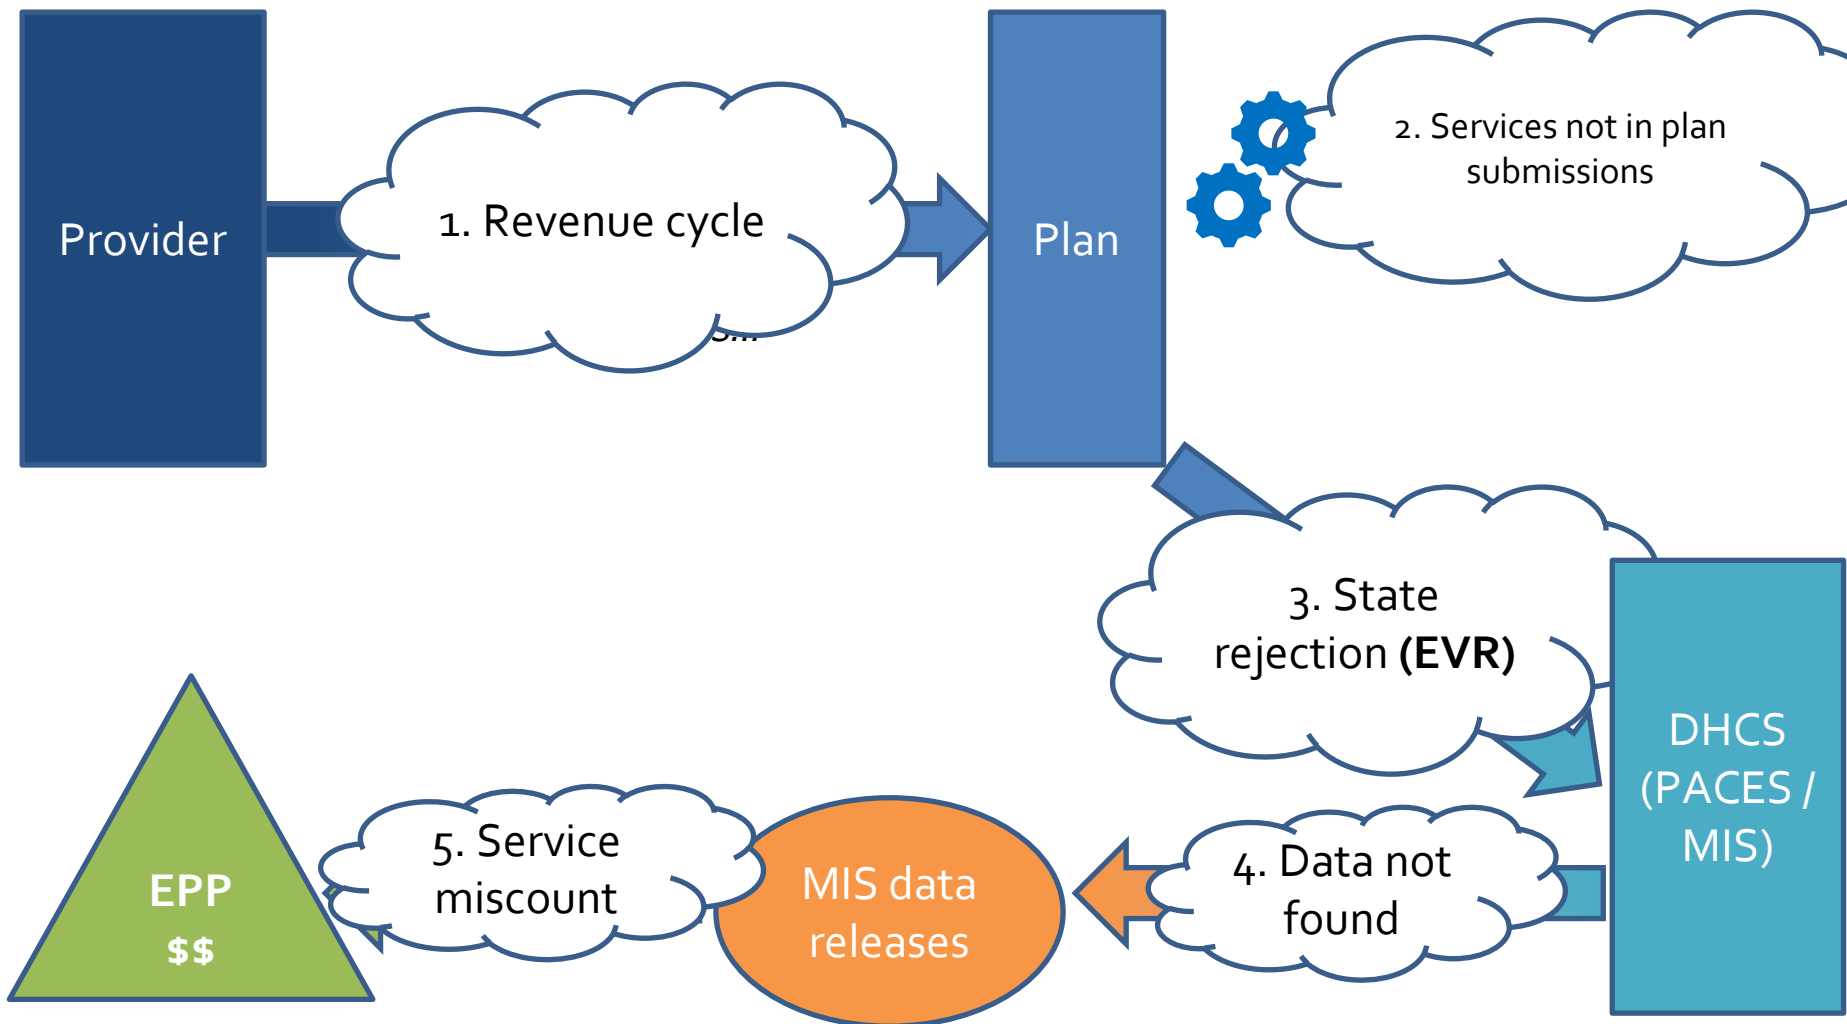 Provider
1. Revenue cycle
Plan
2. Services not in plan
submissions
3. State
rejection (EVR)
DHCS
(PACES /
MIS)
4. Data not
found
MIS data
releases
5. Service
miscount
EPP
$$